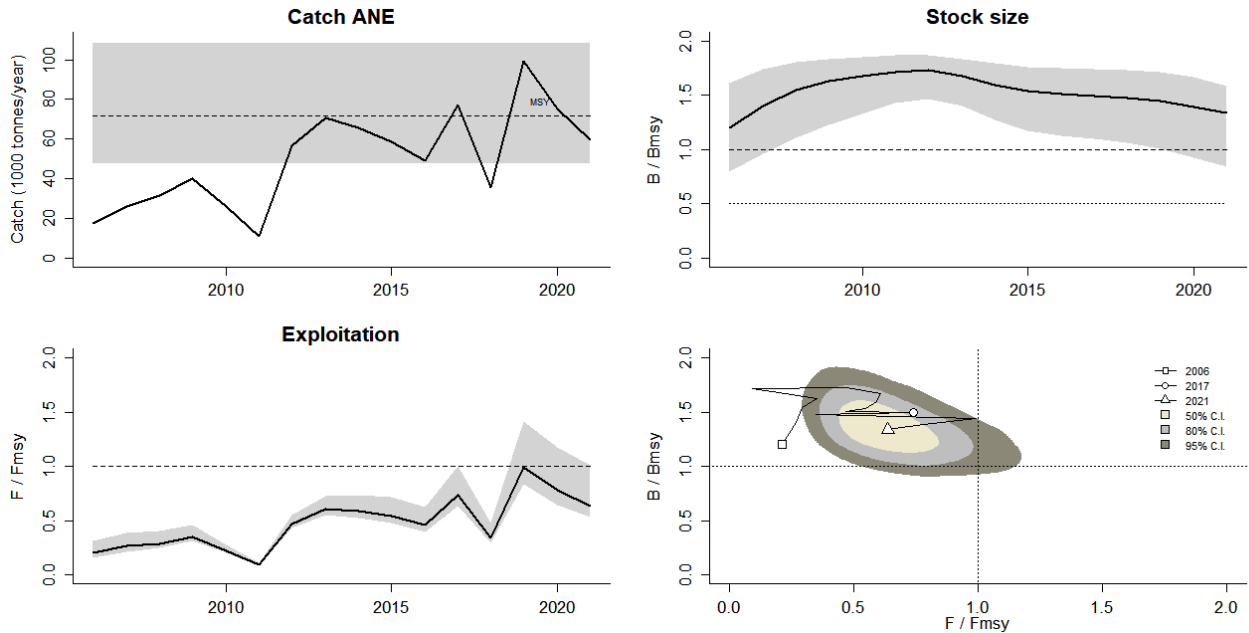 Catch ANE
Catch (1000 tonnes/year)
0 20 40 60 80 100
MSY
2010 2015 2020
Stock size
B / Bmsy
0.0 0.5 1.0 1.5 2.0
2010 2015 2020
Exploitation
F / Fmsy
0.0 0.5 1.0 1.5 2.0
2010 2015 2020
B / Bmsy
0.0 0.5 1.0 1.5 2.0
2006
2017
2021
50% C.I.
80% C.I.
95% C.I.
0.0 0.5 1.0 1.5 2.0
F / Fmsy